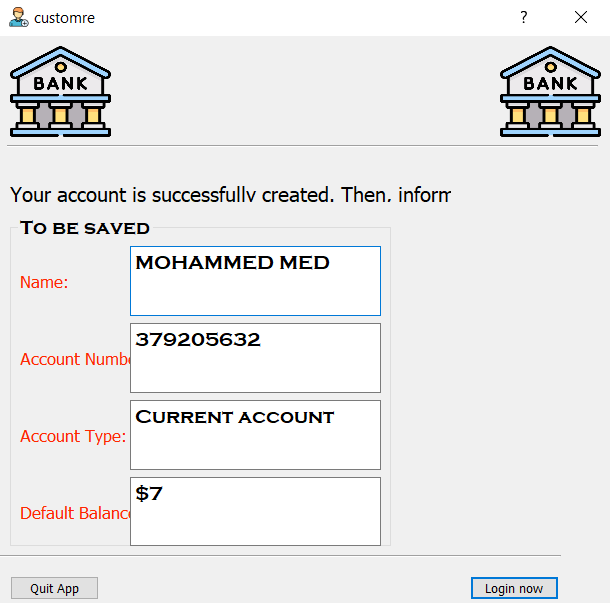 customre
?
BANK
BANK
Your account is successfully created. Then, inform
To be saved
Name:
MOHAMMED MED
Account Numbe
379205632
Account Type:
Current account
Default Balance
$7
Quit App
Login now